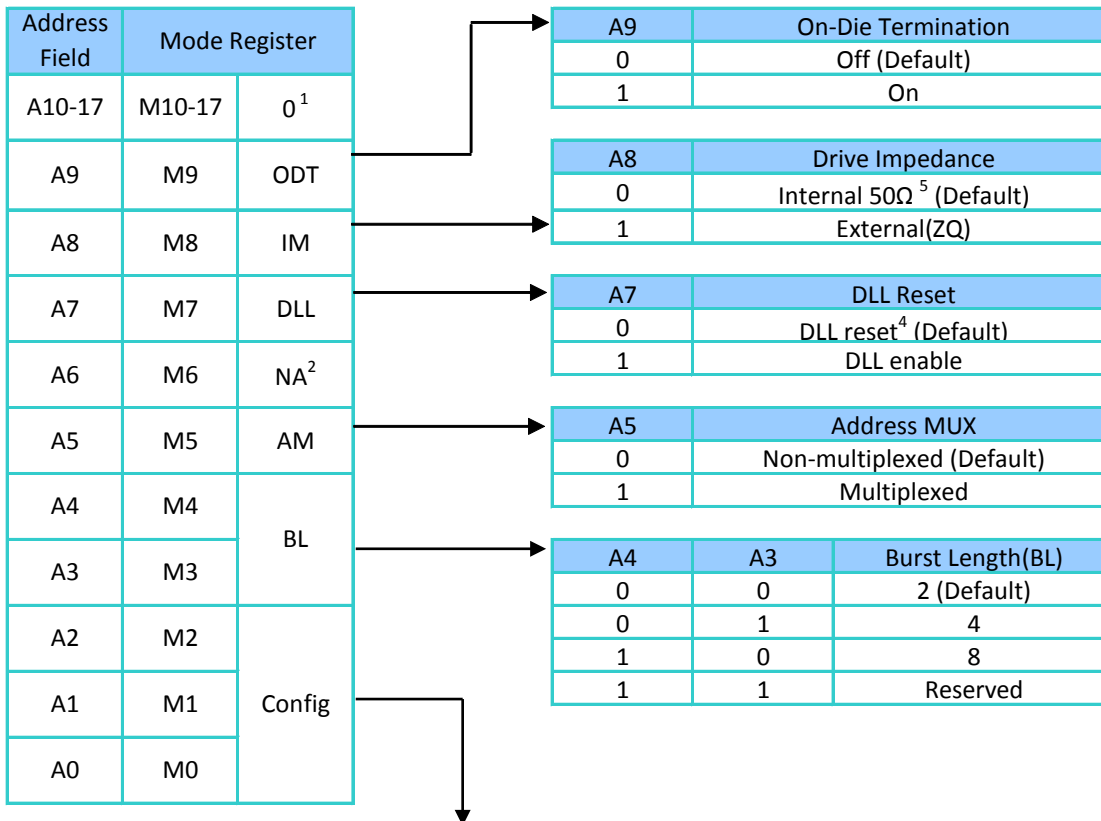 Address Field Mode Register
A10-17 M10-17 0¹
A9 M9 ODT
A8 M8 IM
A7 M7 DLL
A6 M6 NA²
A5 M5 AM
A4 M4 BL
A3 M3
A2 M2 Config
A1 M1
A0 M0
A9 On-Die Termination
0 Off (Default)
1 On
A8 Drive Impedance
0 Internal 50Ω ⁵ (Default)
1 External(ZQ)
A7 DLL Reset
0 DLL reset⁴ (Default)
1 DLL enable
A5 Address MUX
0 Non-multiplexed (Default)
1 Multiplexed
A4 A3 Burst Length(BL)
0 0 2 (Default)
0 1 4
1 0 8
1 1 Reserved